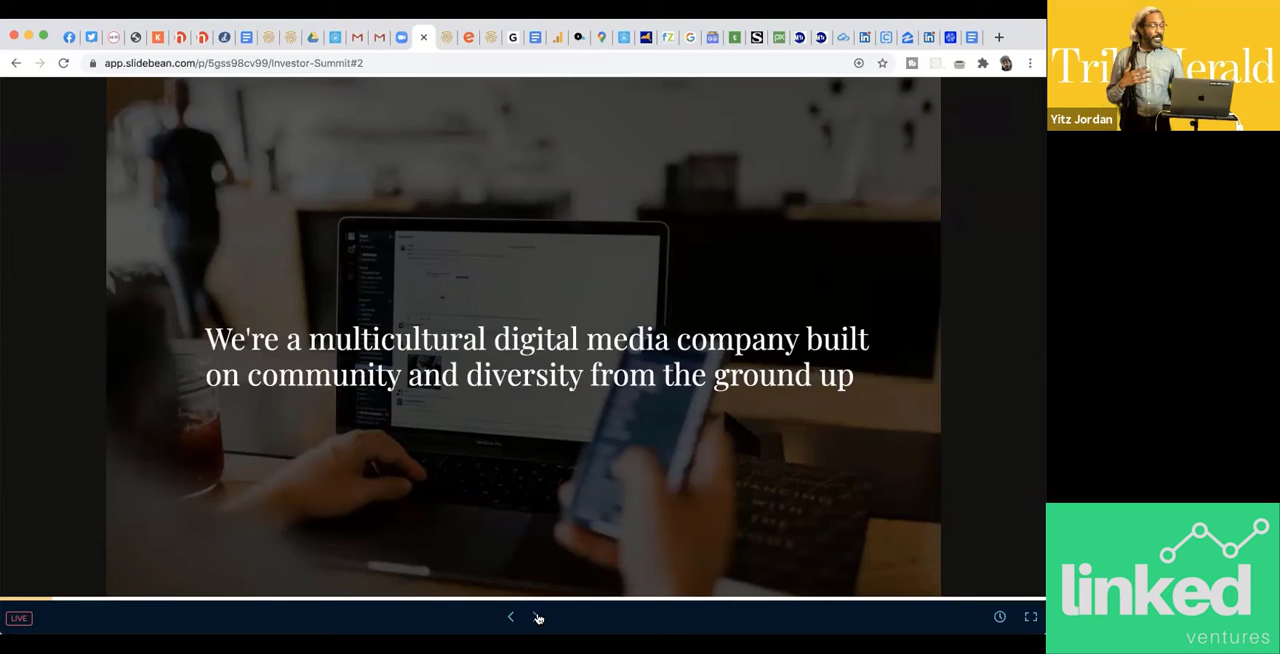 app.slidebean.com/p/5gss98cv99/Investor-Summit#2
We're a multicultural digital media company built
on community and diversity from the ground up
LIVE
Yitz Jordan
linked
ventures